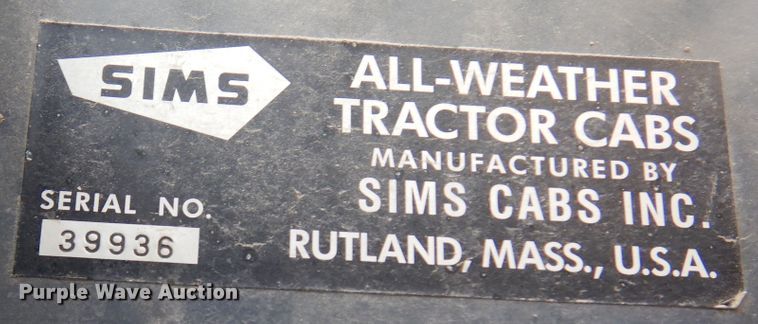 SIMS
ALL-WEATHER
TRACTOR CABS
MANUFACTURED BY
SIMS CABS INC.
RUTLAND, MASS., U.S.A.
SERIAL NO.
39936
Purple Wave Auction